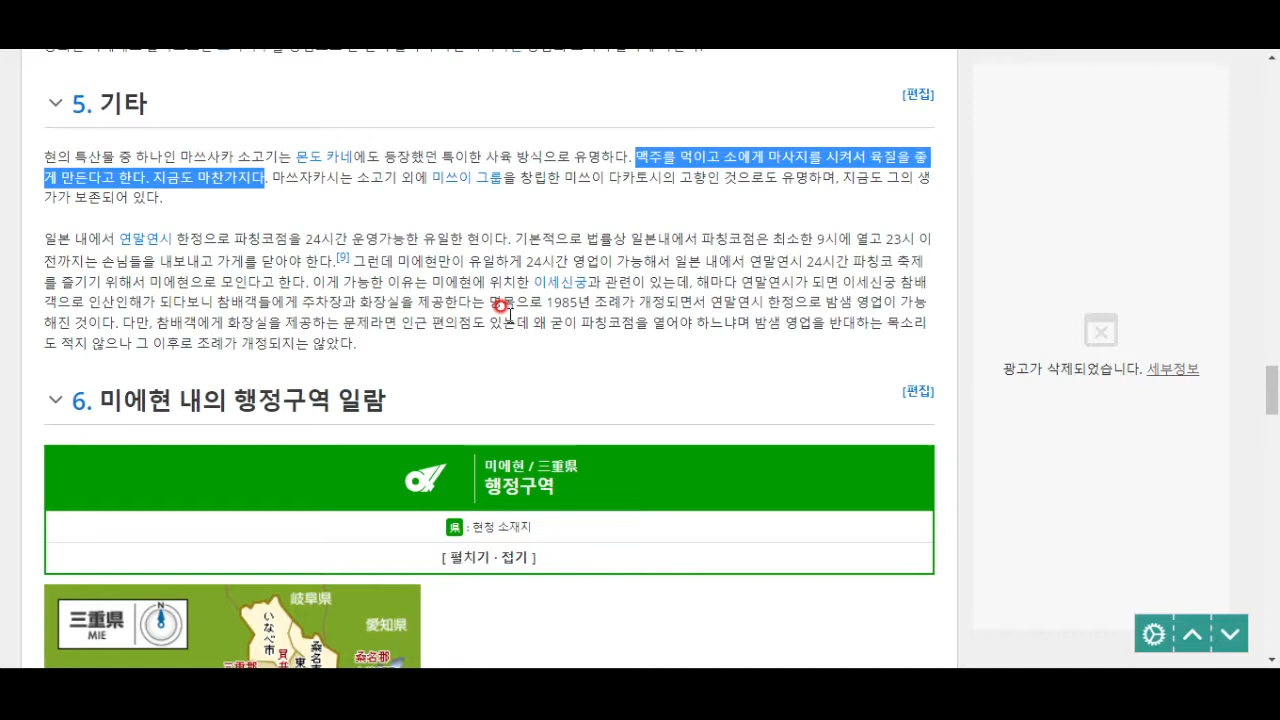 5. 기타
[편집]
현의 특산물 중 하나인 마쓰사카 소고기는 몬도 카네에도 등장했던 특이한 사육 방식으로 유명하다. 맥주를 먹이고 소에게 마사지를 시켜서 육질을 좋
게 만든다고 한다. 지금도 마찬가지다. 마쓰자카시는 소고기 외에 미쓰이 그룹을 창립한 미쓰이 다카토시의 고향인 것으로도 유명하며, 지금도 그의 생
가가 보존되어 있다.
일본 내에서 연말연시 한정으로 파칭코점을 24시간 운영가능한 유일한 현이다. 기본적으로 법률상 일본내에서 파칭코점은 최소한 9시에 열고 23시 이
전까지는 손님들을 내보내고 가게를 닫아야 한다.[9] 그런데 미에현만이 유일하게 24시간 영업이 가능해서 일본 내에서 연말연시 24시간 파칭코 축제
를 즐기기 위해서 미에현으로 모인다고 한다. 이게 가능한 이유는 미에현에 위치한 이세신궁과 관련이 있는데, 해마다 연말연시가 되면 이세신궁 참배
객으로 인산인해가 되다보니 참배객들에게 주차장과 화장실을 제공한다는 명목으로 1985년 조례가 개정되면서 연말연시 한정으로 밤샘 영업이 가능
해진 것이다. 다만, 참배객에게 화장실을 제공하는 문제라면 인근 편의점도 있는데 왜 굳이 파칭코점을 열어야 하느냐며 밤샘 영업을 반대하는 목소리
도 적지 않으나 그 이후로 조례가 개정되지는 않았다.
6. 미에현 내의 행정구역 일람
[편집]
미에현 / 三重県
행정구역
県 : 현청 소재지
[ 펼치기 · 접기 ]
三重県
MIE
N
岐阜県
愛知県
いなべ市
桑名郡
광고가 삭제되었습니다. 세부정보